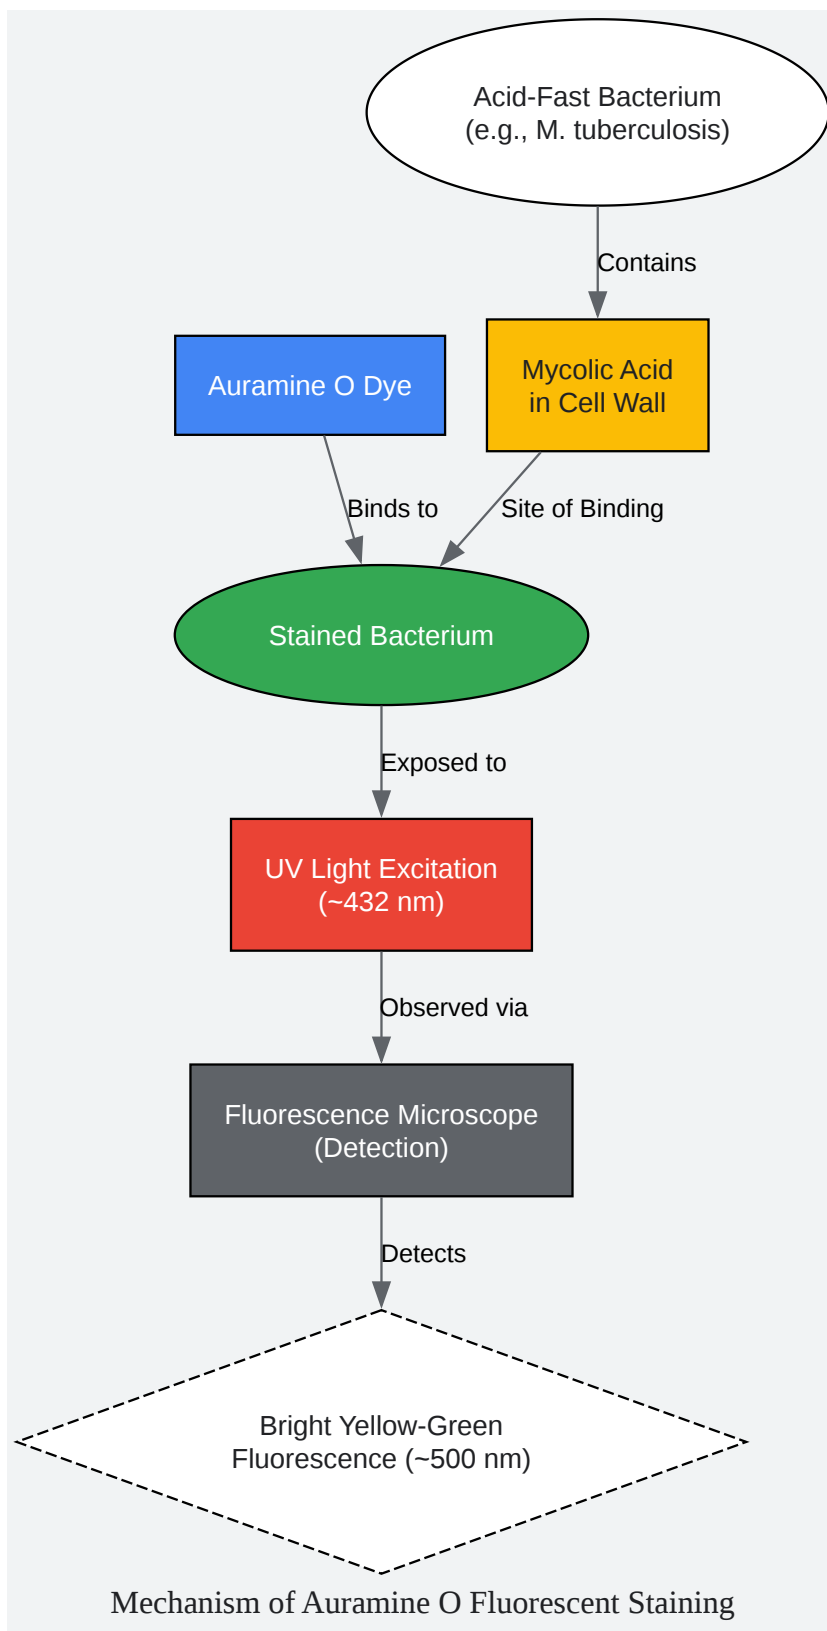 Acid-Fast Bacterium
(e.g., M. tuberculosis)
Contains
Auramine O Dye
Mycolic Acid
in Cell Wall
Binds to
Site of Binding
Stained Bacterium
Exposed to
UV Light Excitation
(~432 nm)
Observed via
Fluorescence Microscope
(Detection)
Detects
Bright Yellow-Green
Fluorescence (~500 nm)
Mechanism of Auramine O Fluorescent Staining